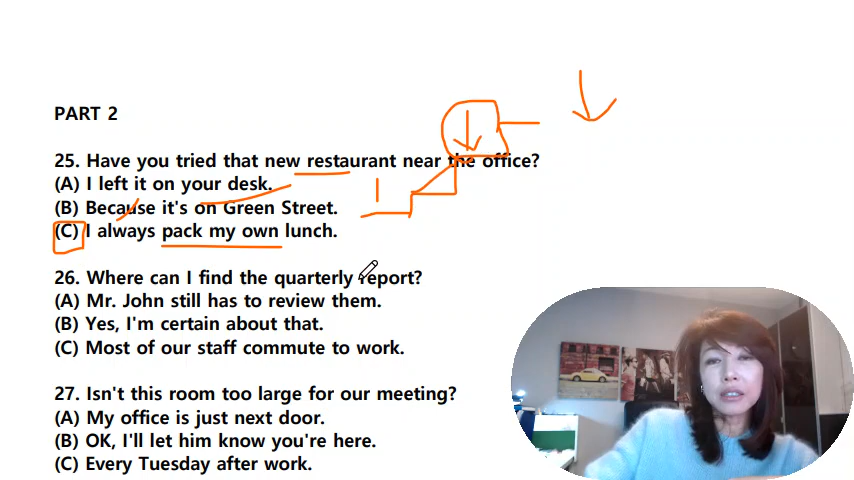 PART 2
25. Have you tried that new restaurant near the office?
(A) I left it on your desk.
(B) Because it's on Green Street.
(C) I always pack my own lunch.
26. Where can I find the quarterly report?
(A) Mr. John still has to review them.
(B) Yes, I'm certain about that.
(C) Most of our staff commute to work.
27. Isn't this room too large for our meeting?
(A) My office is just next door.
(B) OK, I'll let him know you're here.
(C) Every Tuesday after work.